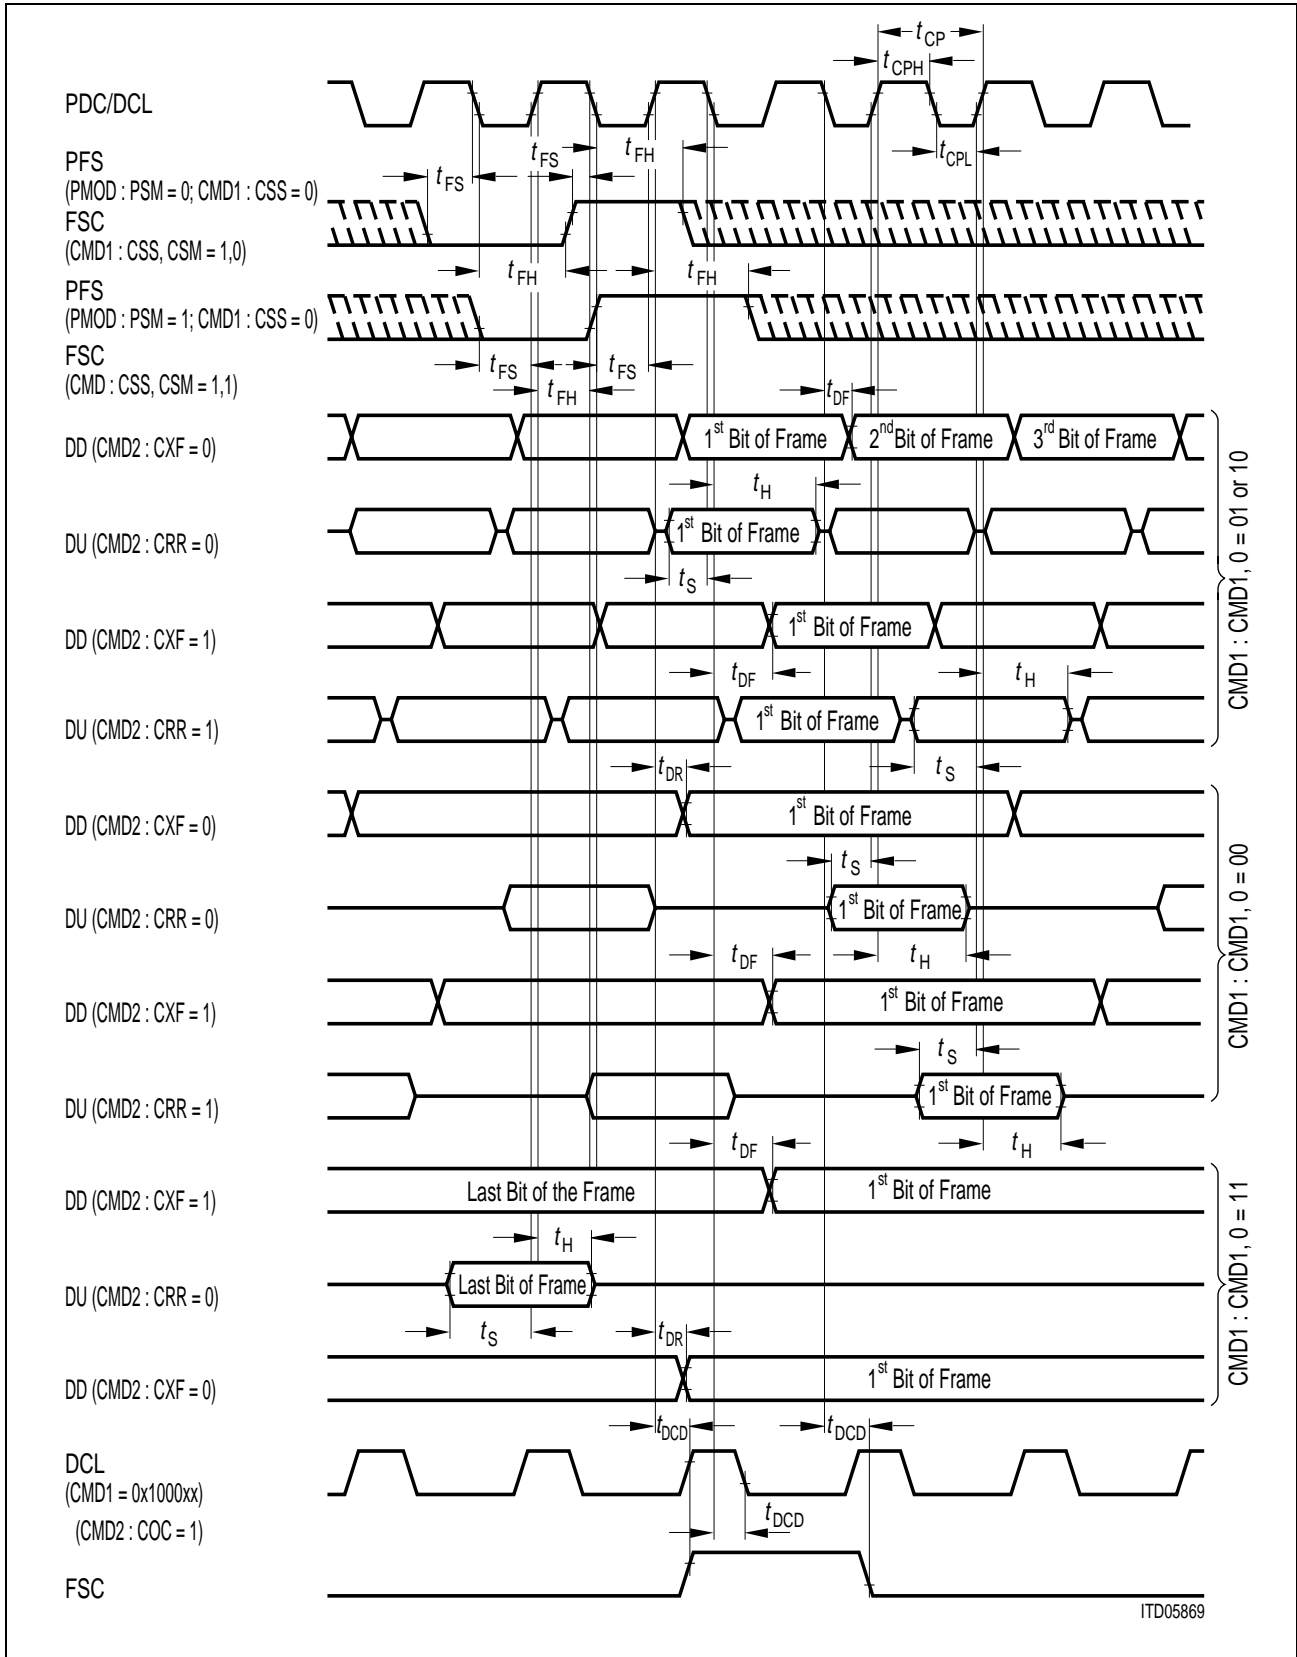 tCP
tCPH
PDC/DCL
tCPL
PFS
tFS tFS tFH
(PMOD : PSM = 0; CMD1 : CSS = 0)
FSC
(CMD1 : CSS, CSM = 1,0)
tFH tFH
PFS
(PMOD : PSM = 1; CMD1 : CSS = 0)
FSC
(CMD : CSS, CSM = 1,1)
tFS tFS
tFH tDF
DD (CMD2 : CXF = 0) 1st Bit of Frame 2nd Bit of Frame 3rd Bit of Frame
tH
DU (CMD2 : CRR = 0) 1st Bit of Frame
tS
DD (CMD2 : CXF = 1) 1st Bit of Frame
tDF tH
DU (CMD2 : CRR = 1) 1st Bit of Frame
CMD1 : CMD1, 0 = 01 or 10
tDR tS
DD (CMD2 : CXF = 0) 1st Bit of Frame
tS
DU (CMD2 : CRR = 0) 1st Bit of Frame
tDF tH
DD (CMD2 : CXF = 1) 1st Bit of Frame
tS
DU (CMD2 : CRR = 1) 1st Bit of Frame
CMD1 : CMD1, 0 = 00
tDF tH
DD (CMD2 : CXF = 1) Last Bit of the Frame 1st Bit of Frame
tH
DU (CMD2 : CRR = 0) Last Bit of Frame
tS tDR
DD (CMD2 : CXF = 0) 1st Bit of Frame
CMD1 : CMD1, 0 = 11
tDCD tDCD
DCL
(CMD1 = 0x1000xx)
(CMD2 : COC = 1)
tDCD
FSC
ITD05869